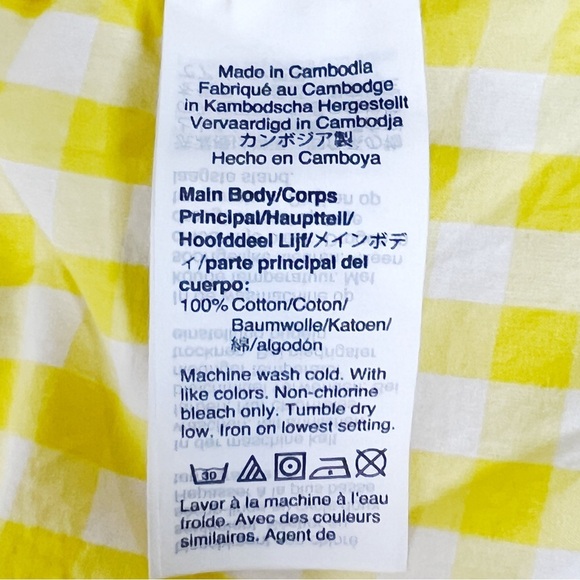 Made in Cambodia
Fabriqué au Cambodge
in Kambodscha Hergestellt
Vervaardigd in Cambodja
カンボジア製
Hecho en Camboya
Main Body/Corps
Principal/Hauptteil/
Hoofddeel Lijf/メインボデ
ィ/parte principal del
cuerpo:
100% Cotton/Coton/
Baumwolle/Katoen/
綿/algodón
Machine wash cold. With
like colors. Non-chlorine
bleach only. Tumble dry
low. Iron on lowest setting.
30
Laver à la machine à l'eau
froide. Avec des couleurs
similaires. Agent de